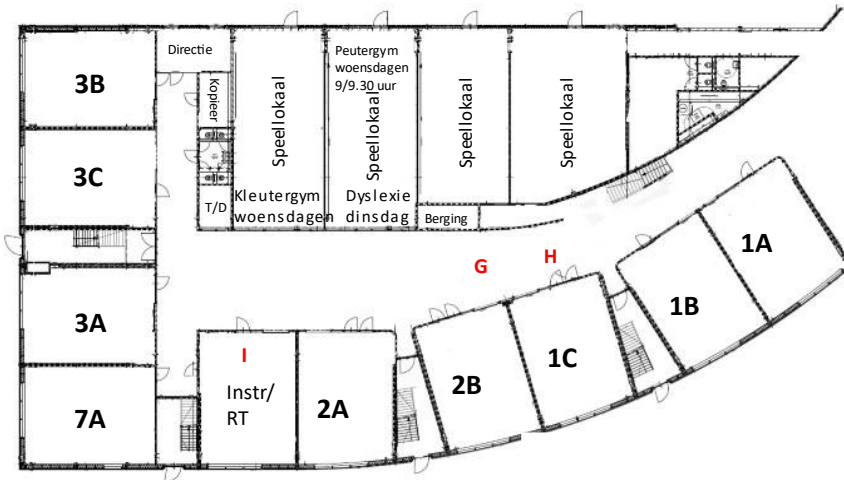 Directie
3B
Kopieer
Speellokaal
Peutergym
woensdagen
9/9.30 uur
Speellokaal
Speellokaal
Speellokaal
3C
T/D
Kleutergym
woensdagen
Dyslexie
dinsdag
Berging
1A
G
H
3A
1B
I
Instr/
RT
2A
2B
1C
7A